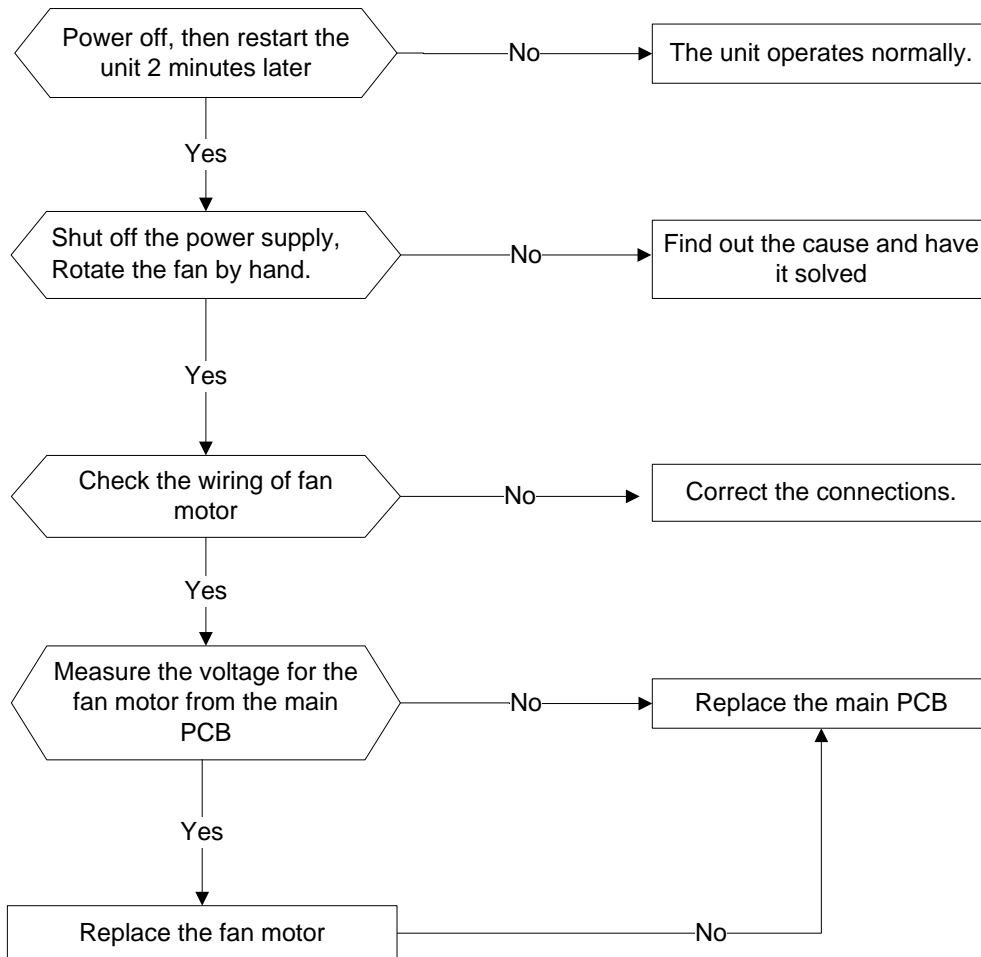 Power off, then restart the
unit 2 minutes later
No
The unit operates normally.
Yes
Shut off the power supply,
Rotate the fan by hand.
No
Find out the cause and have
it solved
Yes
Check the wiring of fan
motor
No
Correct the connections.
Yes
Measure the voltage for the
fan motor from the main
PCB
No
Replace the main PCB
Yes
Replace the fan motor
No